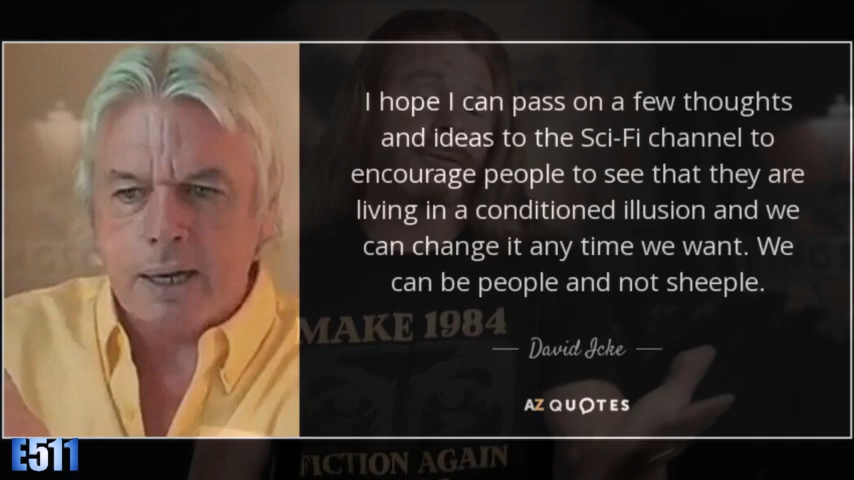 I hope I can pass on a few thoughts
and ideas to the Sci-Fi channel to
encourage people to see that they are
living in a conditioned illusion and we
can change it any time we want. We
can be people and not sheeple.
MAKE 1984
David Icke
AZ QUOTES
E511
FICTION AGAIN